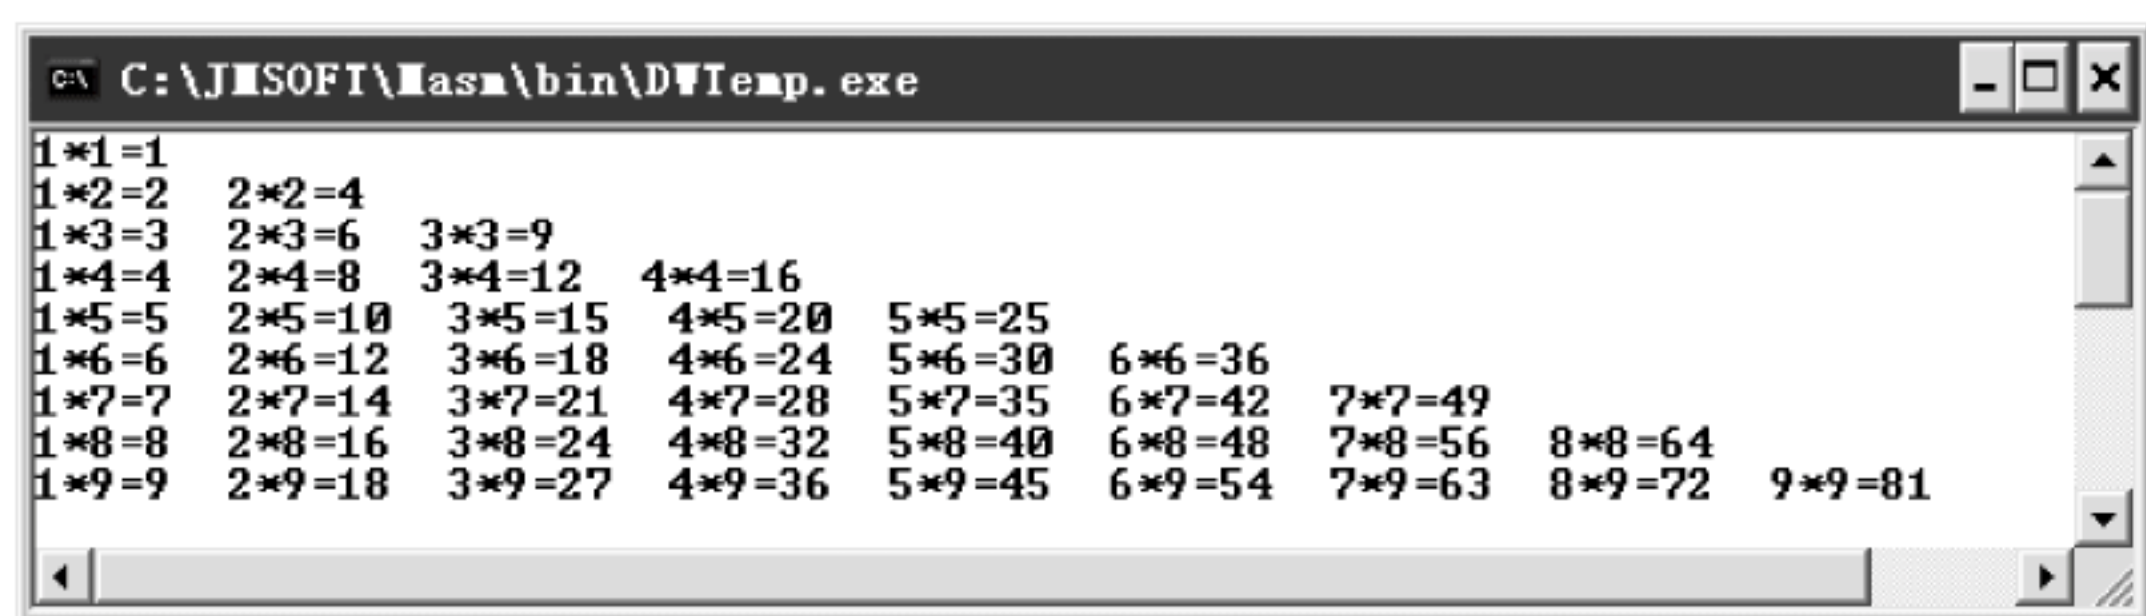 C:\JMSOFT\Masm\bin\DWTemp.exe
1*1=1
1*2=2  2*2=4
1*3=3  2*3=6  3*3=9
1*4=4  2*4=8  3*4=12  4*4=16
1*5=5  2*5=10  3*5=15  4*5=20  5*5=25
1*6=6  2*6=12  3*6=18  4*6=24  5*6=30  6*6=36
1*7=7  2*7=14  3*7=21  4*7=28  5*7=35  6*7=42  7*7=49
1*8=8  2*8=16  3*8=24  4*8=32  5*8=40  6*8=48  7*8=56  8*8=64
1*9=9  2*9=18  3*9=27  4*9=36  5*9=45  6*9=54  7*9=63  8*9=72  9*9=81